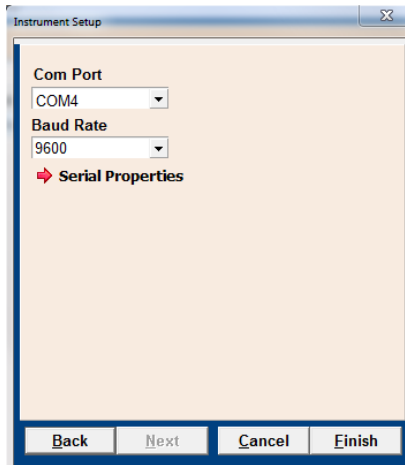 Instrument Setup
Com Port
COM4
Baud Rate
9600
Serial Properties
Back Next Cancel Finish